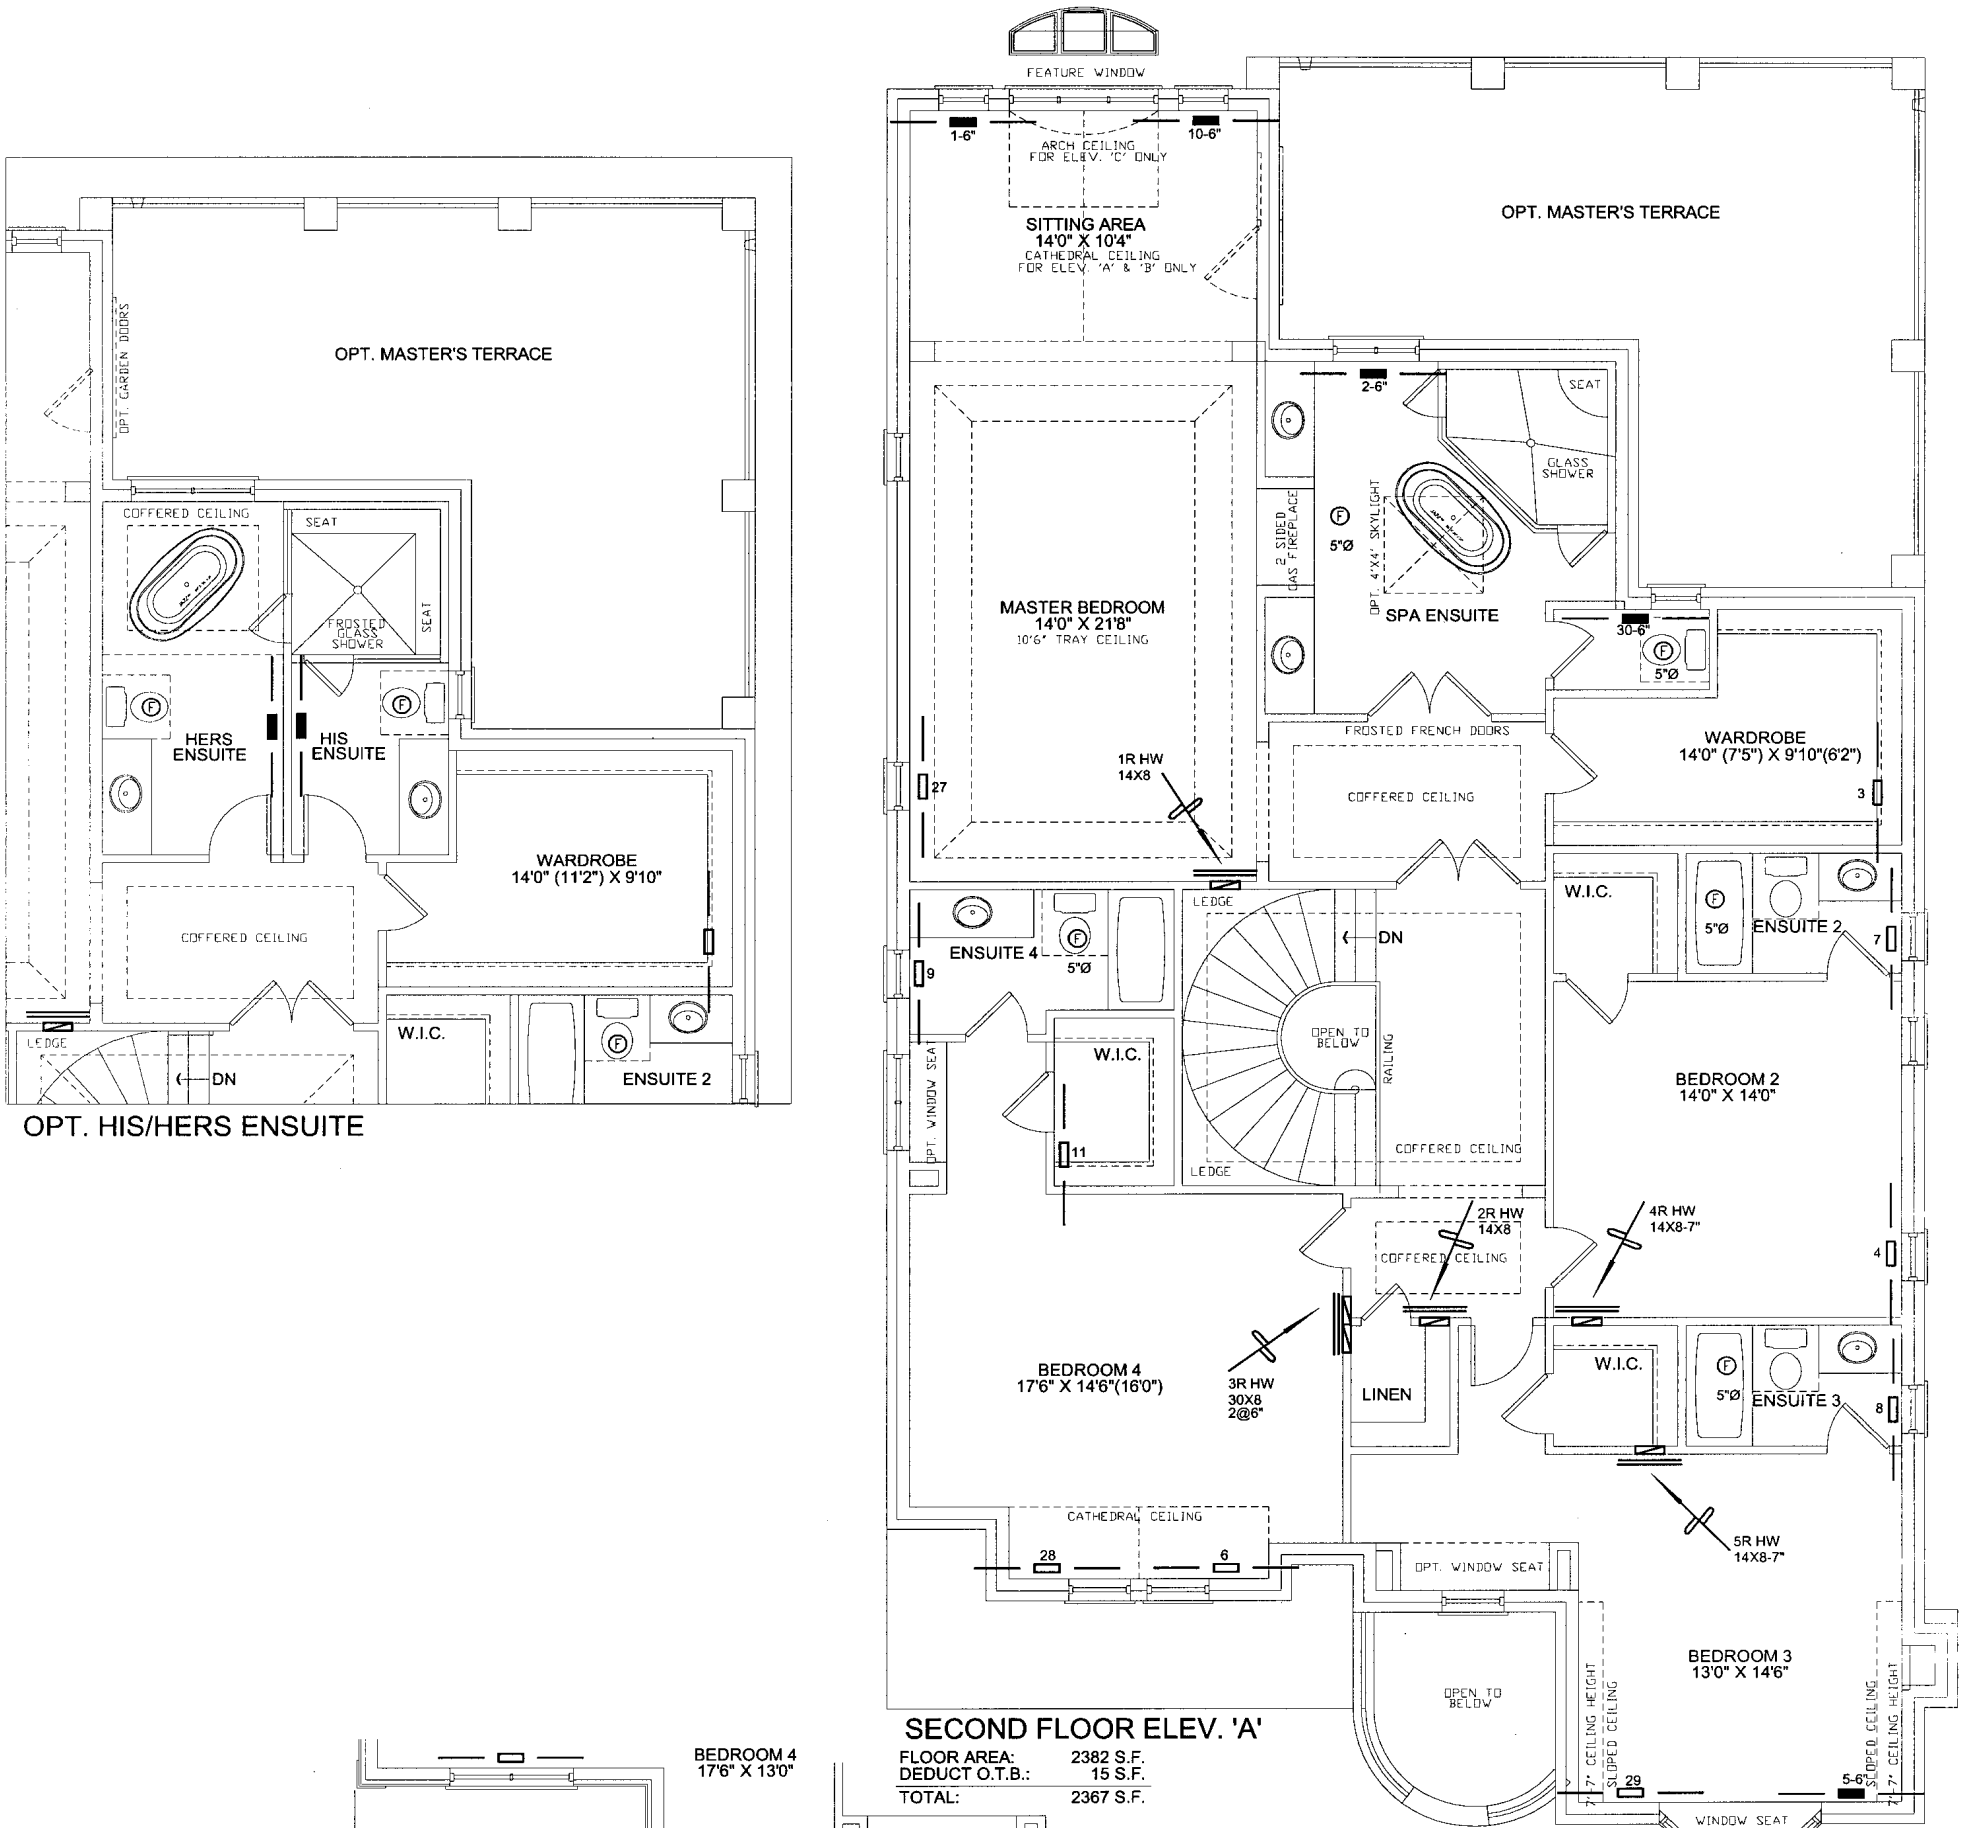 FEATURE WINDOW
1-6"
10-6"
ARCH CEILING
FOR ELEV. 'C' ONLY
SITTING AREA
14'0" X 10'4"
CATHEDRAL CEILING
FOR ELEV. 'A' & 'B' ONLY
OPT. MASTER'S TERRACE
OPT. GARDEN DOORS
OPT. MASTER'S TERRACE
COFFERED CEILING
SEAT
FROSTED
GLASS
SHOWER
SEAT
F
F
HERS
ENSUITE
HIS
ENSUITE
WARDROBE
14'0" (11'2") X 9'10"
COFFERED CEILING
LEDGE
DN
W.I.C.
F
ENSUITE 2
OPT. HIS/HERS ENSUITE
2-6"
SEAT
GLASS
SHOWER
2 SIDED
GAS FIREPLACE
F
5"Ø
OPT. 4'X4' SKYLIGHT
SPA ENSUITE
MASTER BEDROOM
14'0" X 21'8"
10'6" TRAY CEILING
30-6"
F
5"Ø
FROSTED FRENCH DOORS
WARDROBE
14'0" (7'5") X 9'10"(6'2")
3
27
1R HW
14X8
COFFERED CEILING
LEDGE
DN
ENSUITE 4
F
5"Ø
9
W.I.C.
F
5"Ø
ENSUITE 2
7
OPEN TO
BELOW
RAILING
OPT. WINDOW SEAT
W.I.C.
11
BEDROOM 2
14'0" X 14'0"
COFFERED CEILING
LEDGE
2R HW
14X8
COFFERED CEILING
4R HW
14X8-7"
4
BEDROOM 4
17'6" X 14'6"(16'0")
3R HW
30X8
2@6"
LINEN
W.I.C.
F
5"Ø
ENSUITE 3
8
CATHEDRAL CEILING
28
6
OPT. WINDOW SEAT
5R HW
14X8-7"
BEDROOM 3
13'0" X 14'6"
OPEN TO
BELOW
7'-7" CEILING HEIGHT
SLOPED CEILING
SLOPED CEILING
7'-7" CEILING HEIGHT
29
5-6"
WINDOW SEAT
SECOND FLOOR ELEV. 'A'
FLOOR AREA: 2382 S.F.
DEDUCT O.T.B.: 15 S.F.
TOTAL: 2367 S.F.
BEDROOM 4
17'6" X 13'0"